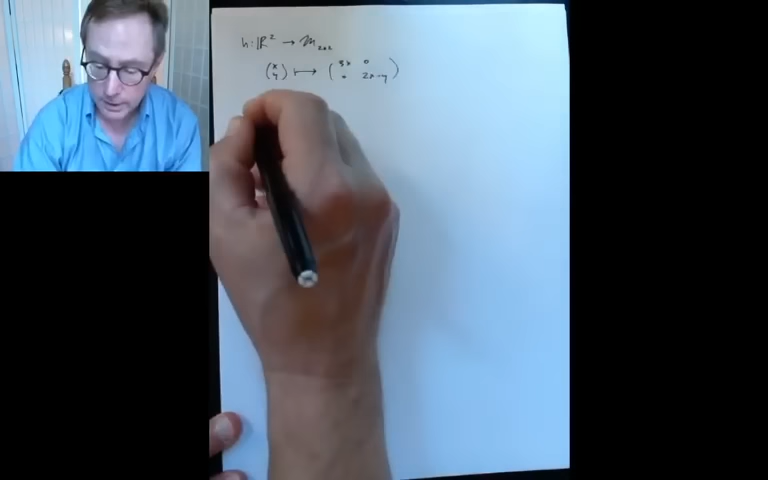 h: ℝ² → M₂ₓ₂
(x y) ↦ (3x 0 0 2x-y)